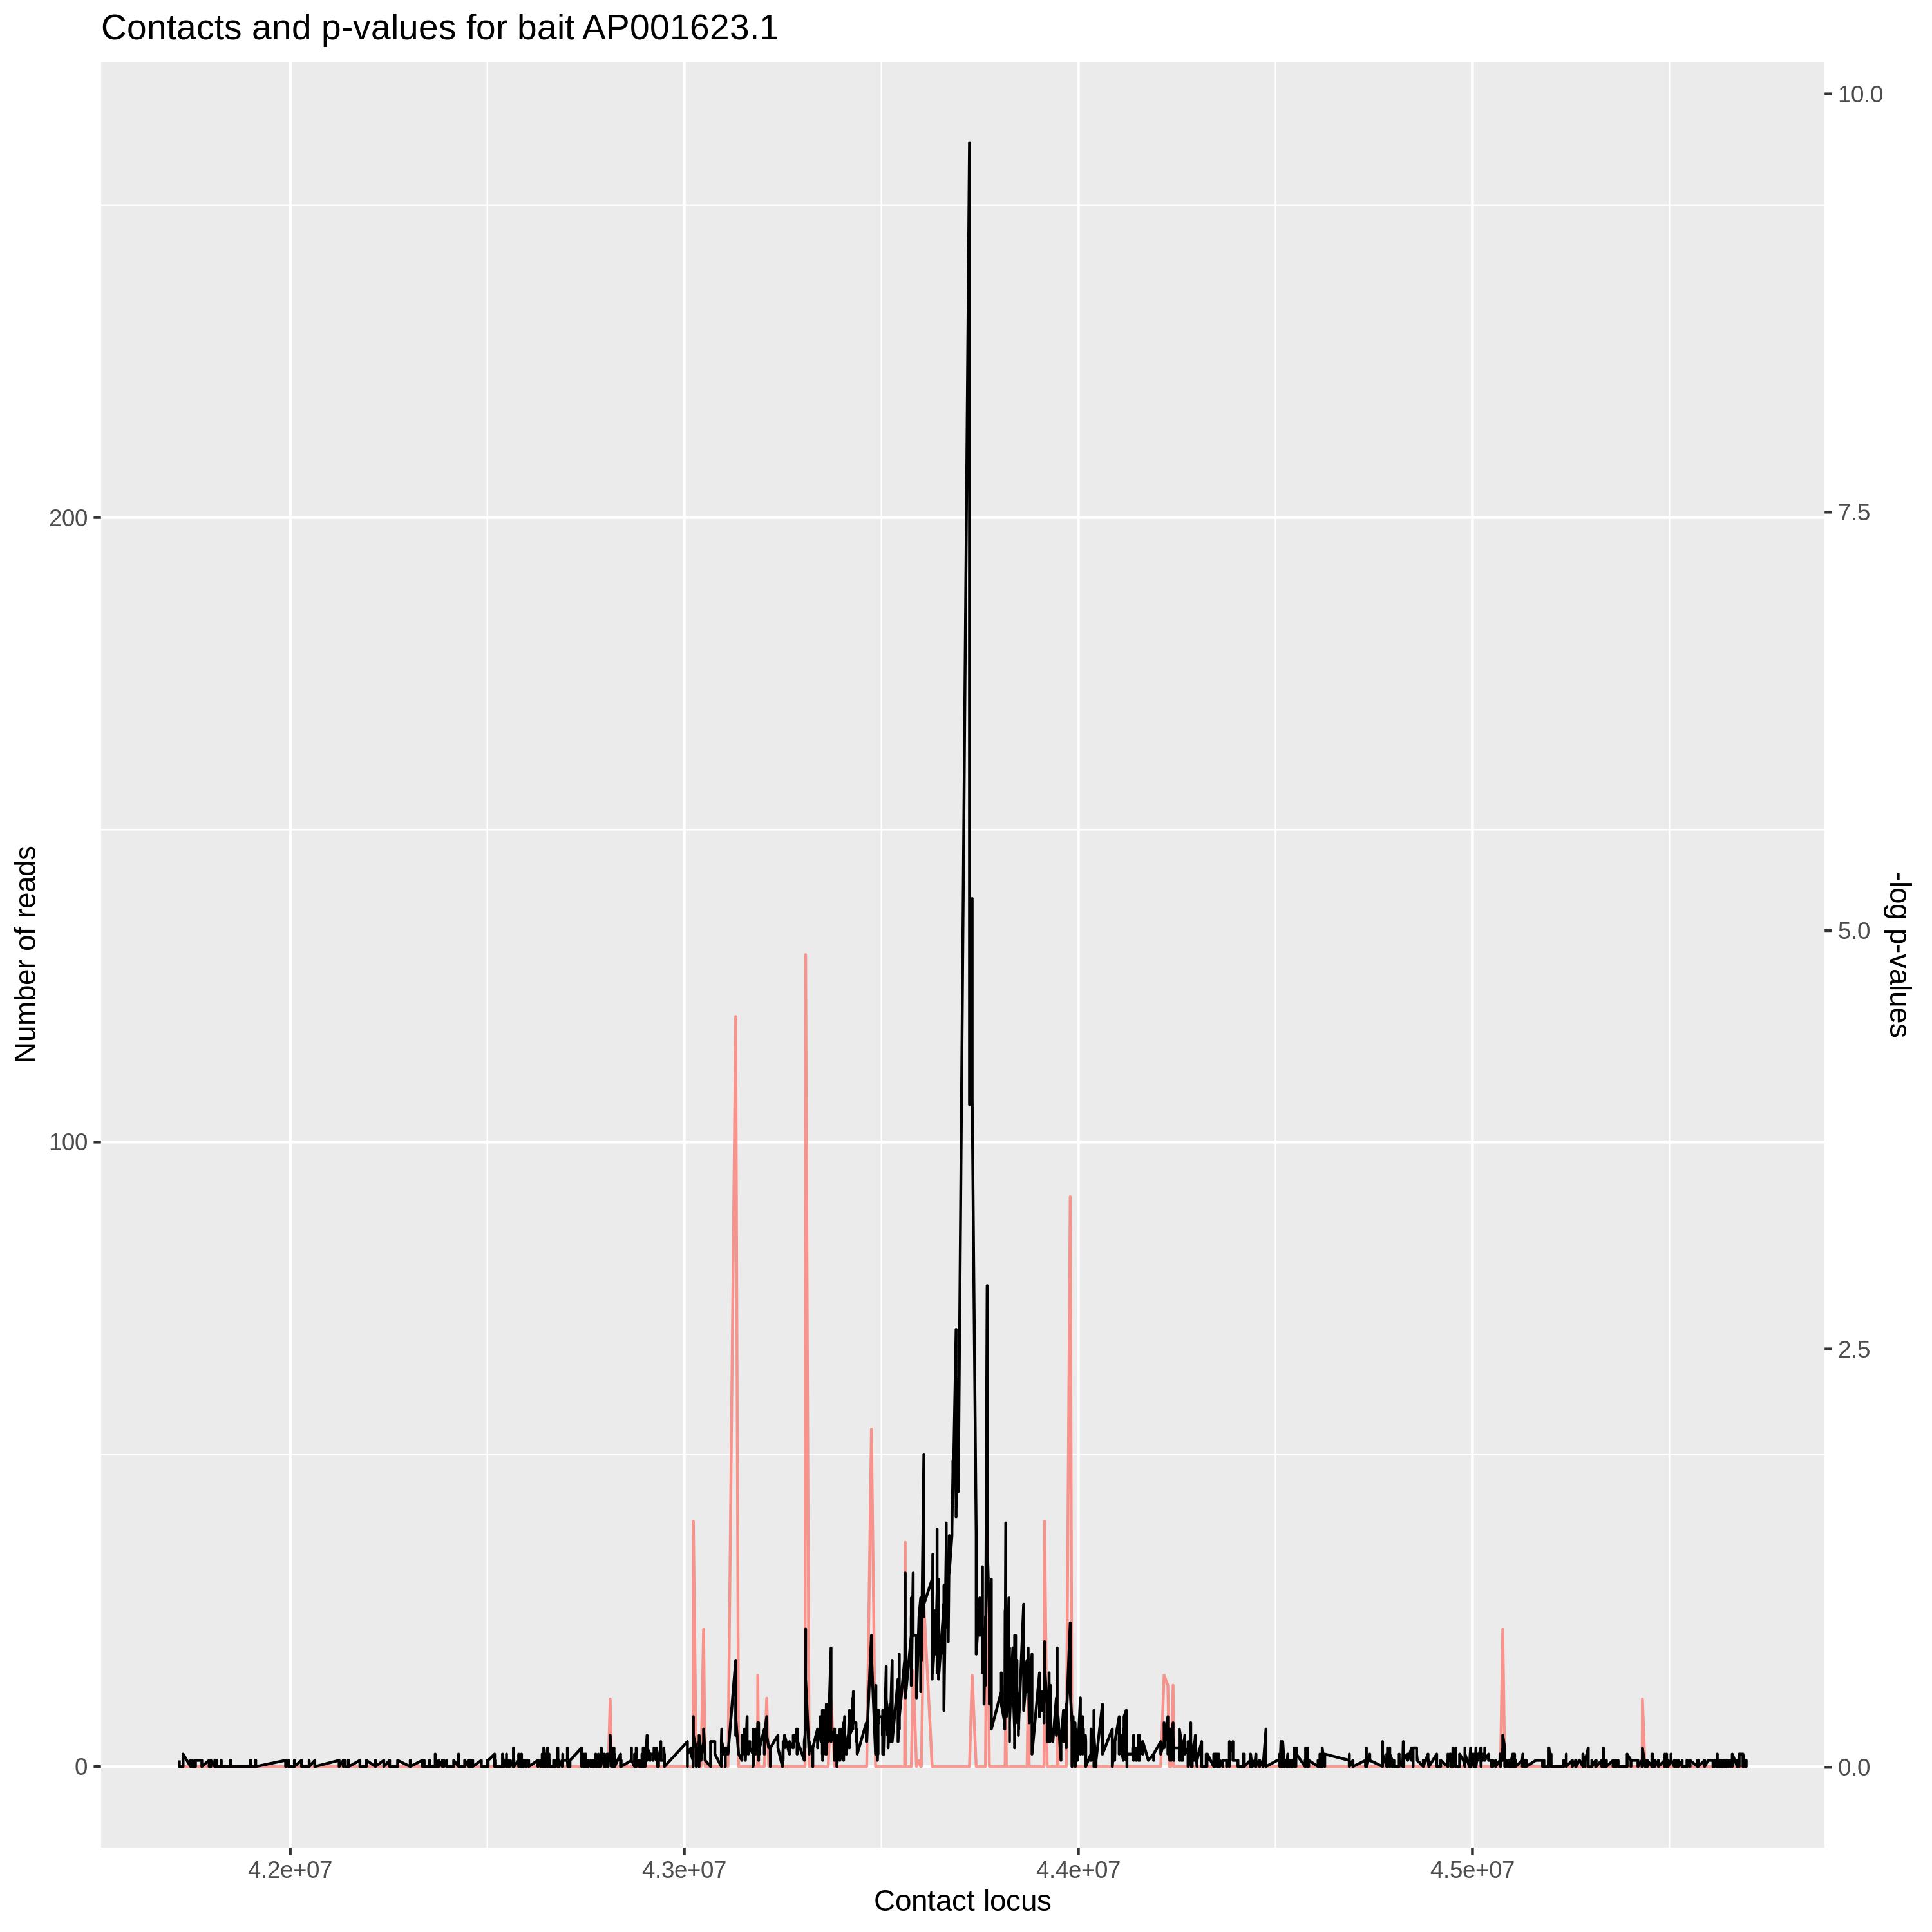 Contacts and p-values for bait AP001623.1
10.0
200
7.5
Number of reads
-log p-values
5.0
100
2.5
0
0.0
4.2e+07
4.3e+07
4.4e+07
4.5e+07
Contact locus